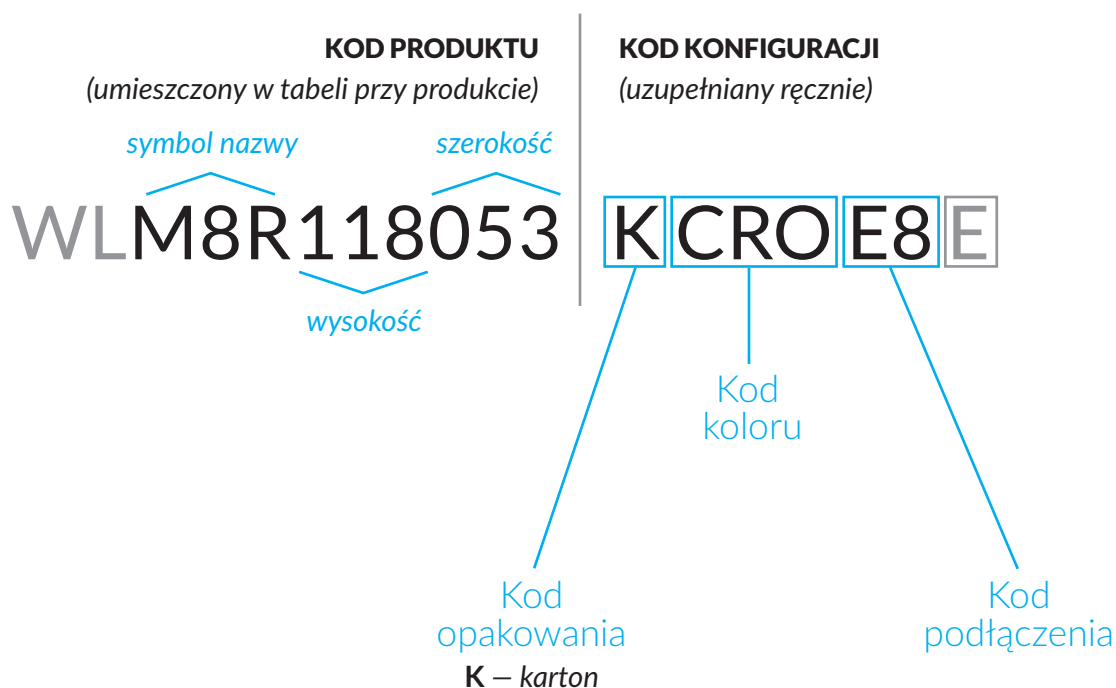 KOD PRODUKTU
(umieszczony w tabeli przy produkcie)
KOD KONFIGURACJI
(uzupełniany ręcznie)
symbol nazwy
szerokość
WLM8R118053 K CRO E8 E
wysokość
Kod
koloru
Kod
opakowania
K – karton
Kod
podłączenia